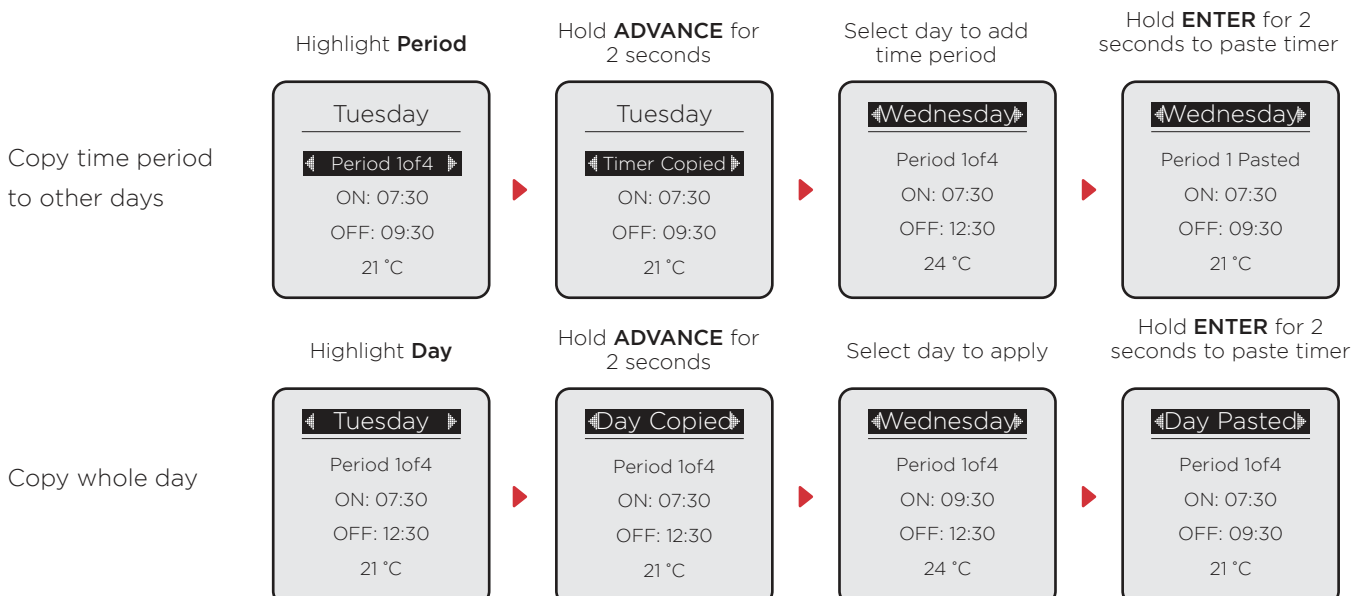 Highlight Period
Hold ADVANCE for
2 seconds
Select day to add
time period
Hold ENTER for 2
seconds to paste timer
Copy time period
to other days
Tuesday
Period 1of4
ON: 07:30
OFF: 09:30
21 °C
Tuesday
Timer Copied
ON: 07:30
OFF: 09:30
21 °C
Wednesday
Period 1of4
ON: 07:30
OFF: 12:30
24 °C
Wednesday
Period 1 Pasted
ON: 07:30
OFF: 09:30
21 °C
Highlight Day
Hold ADVANCE for
2 seconds
Select day to apply
Hold ENTER for 2
seconds to paste timer
Copy whole day
Tuesday
Period 1of4
ON: 07:30
OFF: 12:30
21 °C
Day Copied
Period 1of4
ON: 07:30
OFF: 12:30
21 °C
Wednesday
Period 1of4
ON: 09:30
OFF: 12:30
24 °C
Day Pasted
Period 1of4
ON: 07:30
OFF: 09:30
21 °C